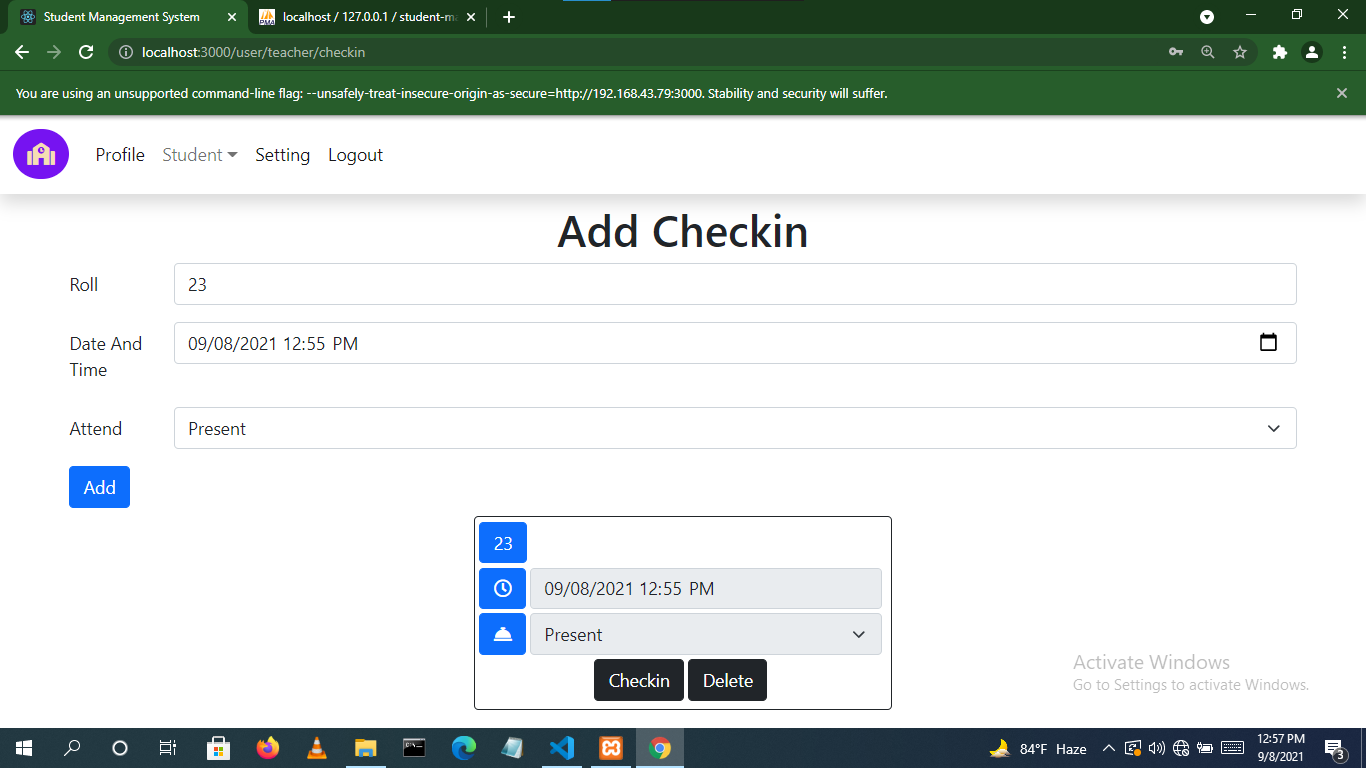 Student Management System
localhost / 127.0.0.1 / student-ma
localhost:3000/user/teacher/checkin
You are using an unsupported command-line flag: --unsafely-treat-insecure-origin-as-secure=http://192.168.43.79:3000. Stability and security will suffer.
Profile Student Setting Logout
Add Checkin
Roll 23
Date And Time 09/08/2021 12:55 PM
Attend Present
Add
23
09/08/2021 12:55 PM
Present
Checkin Delete
Activate Windows
Go to Settings to activate Windows.
84°F Haze
12:57 PM
9/8/2021
3